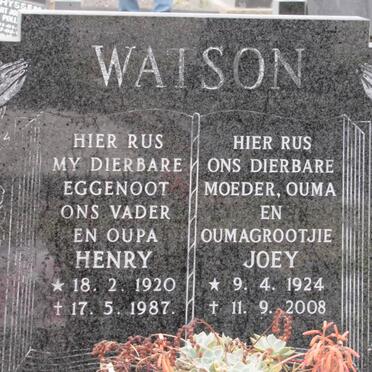 WATSON
HIER RUS
MY DIERBARE
EGGENOOT
ONS VADER
EN OUPA
HENRY
★ 18. 2. 1920
† 17. 5. 1987.
HIER RUS
ONS DIERBARE
MOEDER, OUMA
EN
OUMAGROOTJIE
JOEY
★ 9. 4. 1924
† 11. 9. 2008